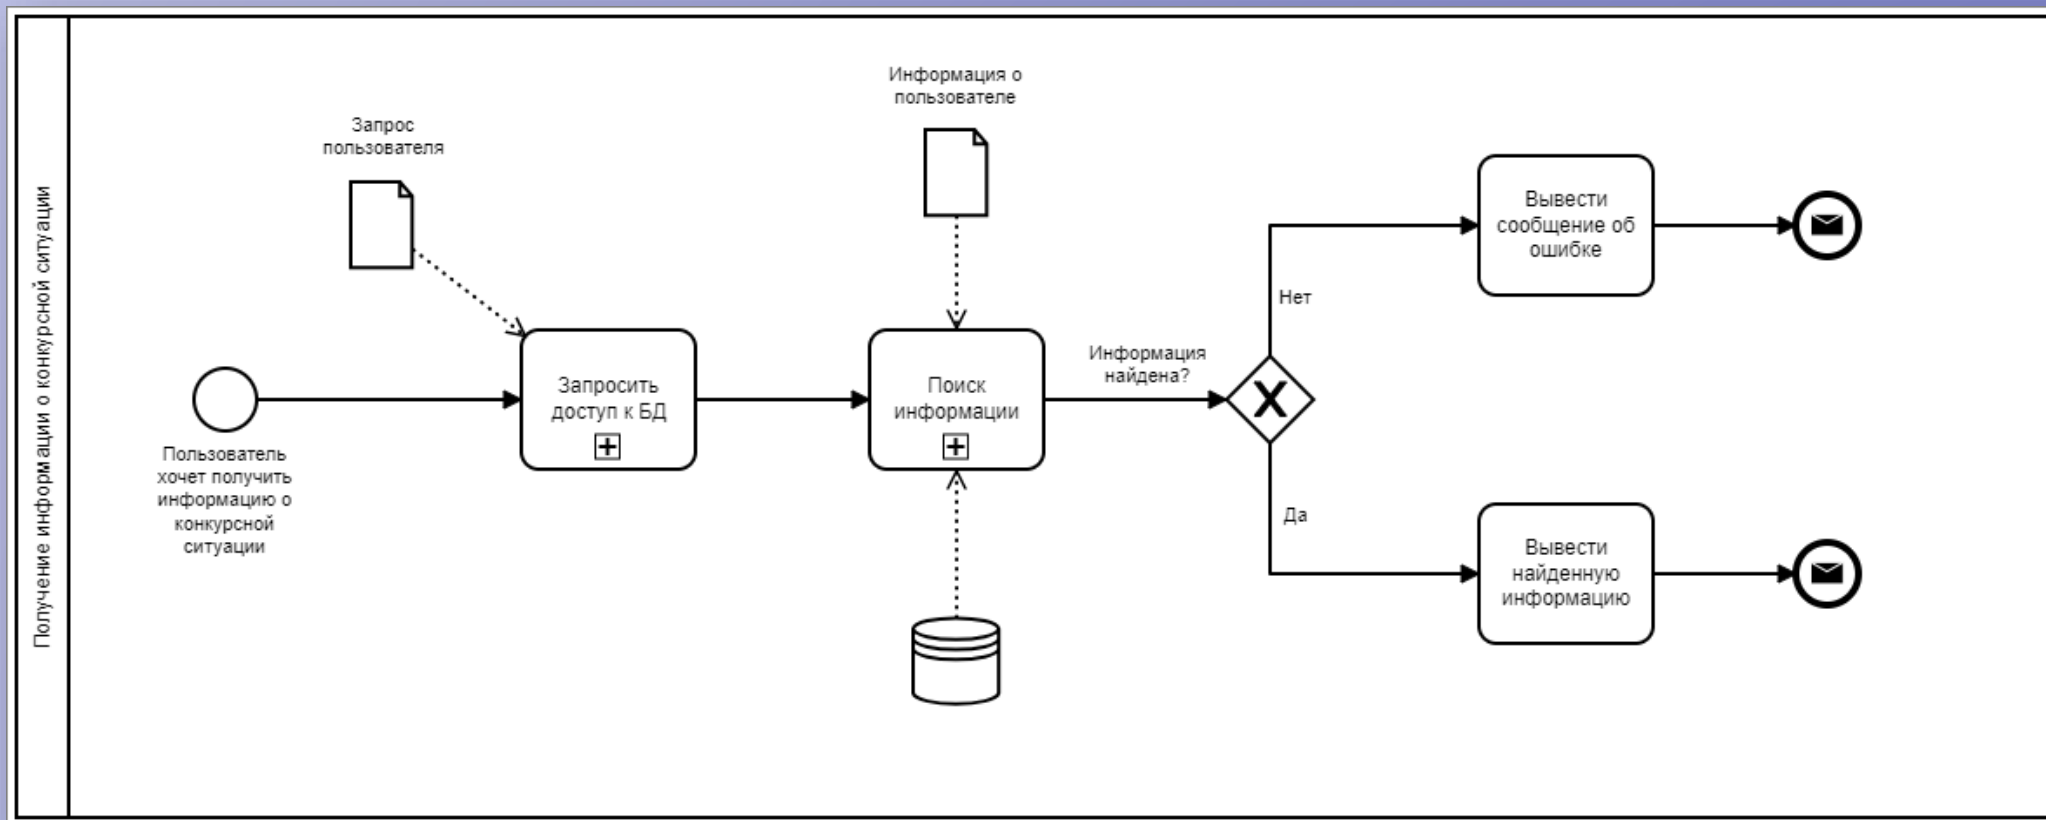 Получение информации о конкурсной ситуации
Запрос
пользователя
Информация о
пользователе
Пользователь
хочет получить
информацию о
конкурсной
ситуации
Запросить
доступ к БД
Поиск
информации
Информация
найдена?
Нет
Да
Вывести
сообщение об
ошибке
Вывести
найденную
информацию